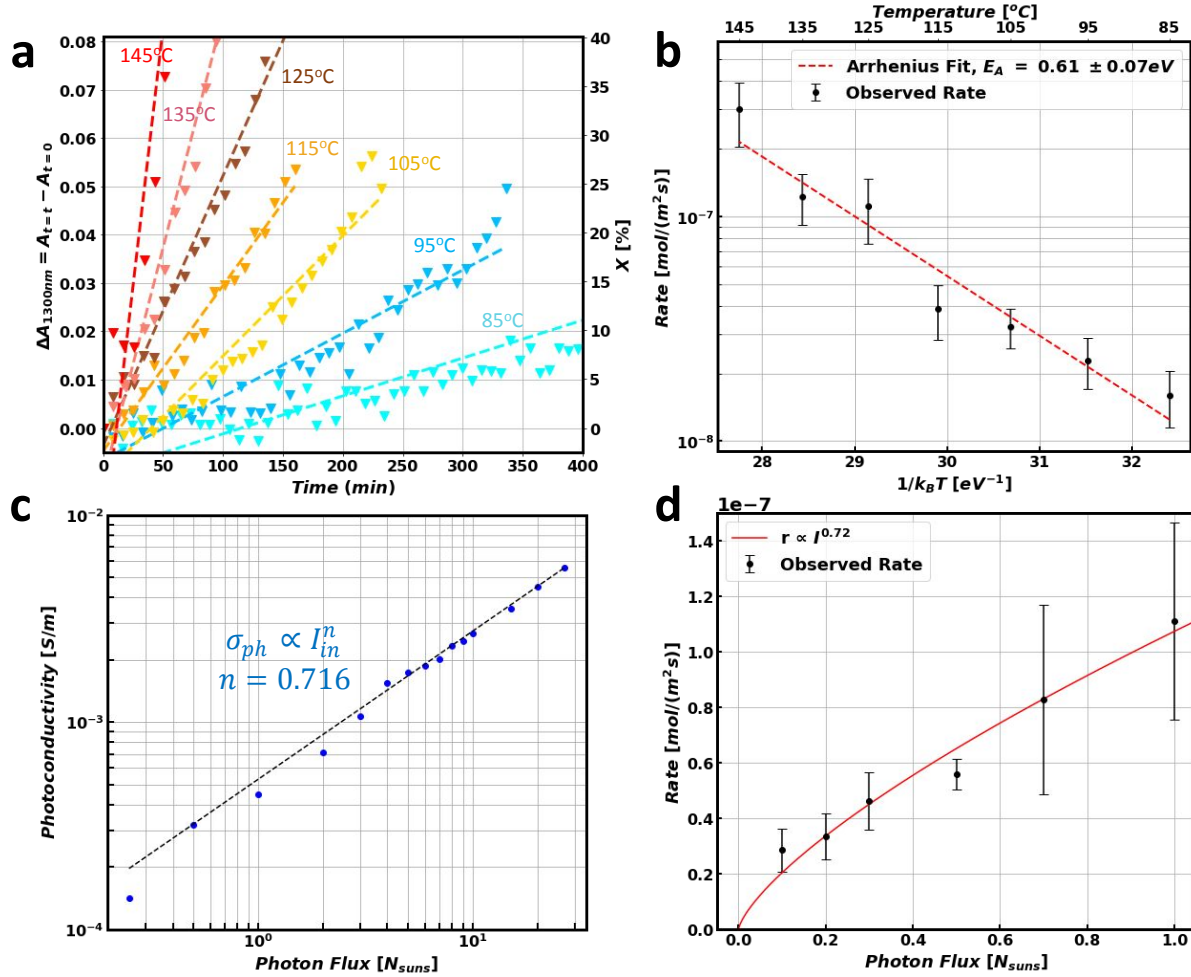 a
ΔA1300nm = At=t − At=0
0.08
0.07
0.06
0.05
0.04
0.03
0.02
0.01
0.00
145°C
135°C
125°C
115°C
105°C
95°C
85°C
40
35
30
25
20
15
10
5
0
X [%]
0 50 100 150 200 250 300 350 400
Time (min)
b
Temperature [°C]
145 135 125 115 105 95 85
Arrhenius Fit, EA = 0.61 ±0.07eV
Observed Rate
Rate [mol/(m²s)]
10⁻⁷
10⁻⁸
28 29 30 31 32
1/kBT [eV⁻¹]
c
Photoconductivity [S/m]
10⁻²
10⁻³
10⁻⁴
σph ∝ Iⁿin
n = 0.716
10⁰ 10¹
Photon Flux [Nsuns]
d
1e−7
r ∝ I⁰·⁷²
Observed Rate
Rate [mol/(m²s)]
1.4
1.2
1.0
0.8
0.6
0.4
0.2
0.0
0.0 0.2 0.4 0.6 0.8 1.0
Photon Flux [Nsuns]